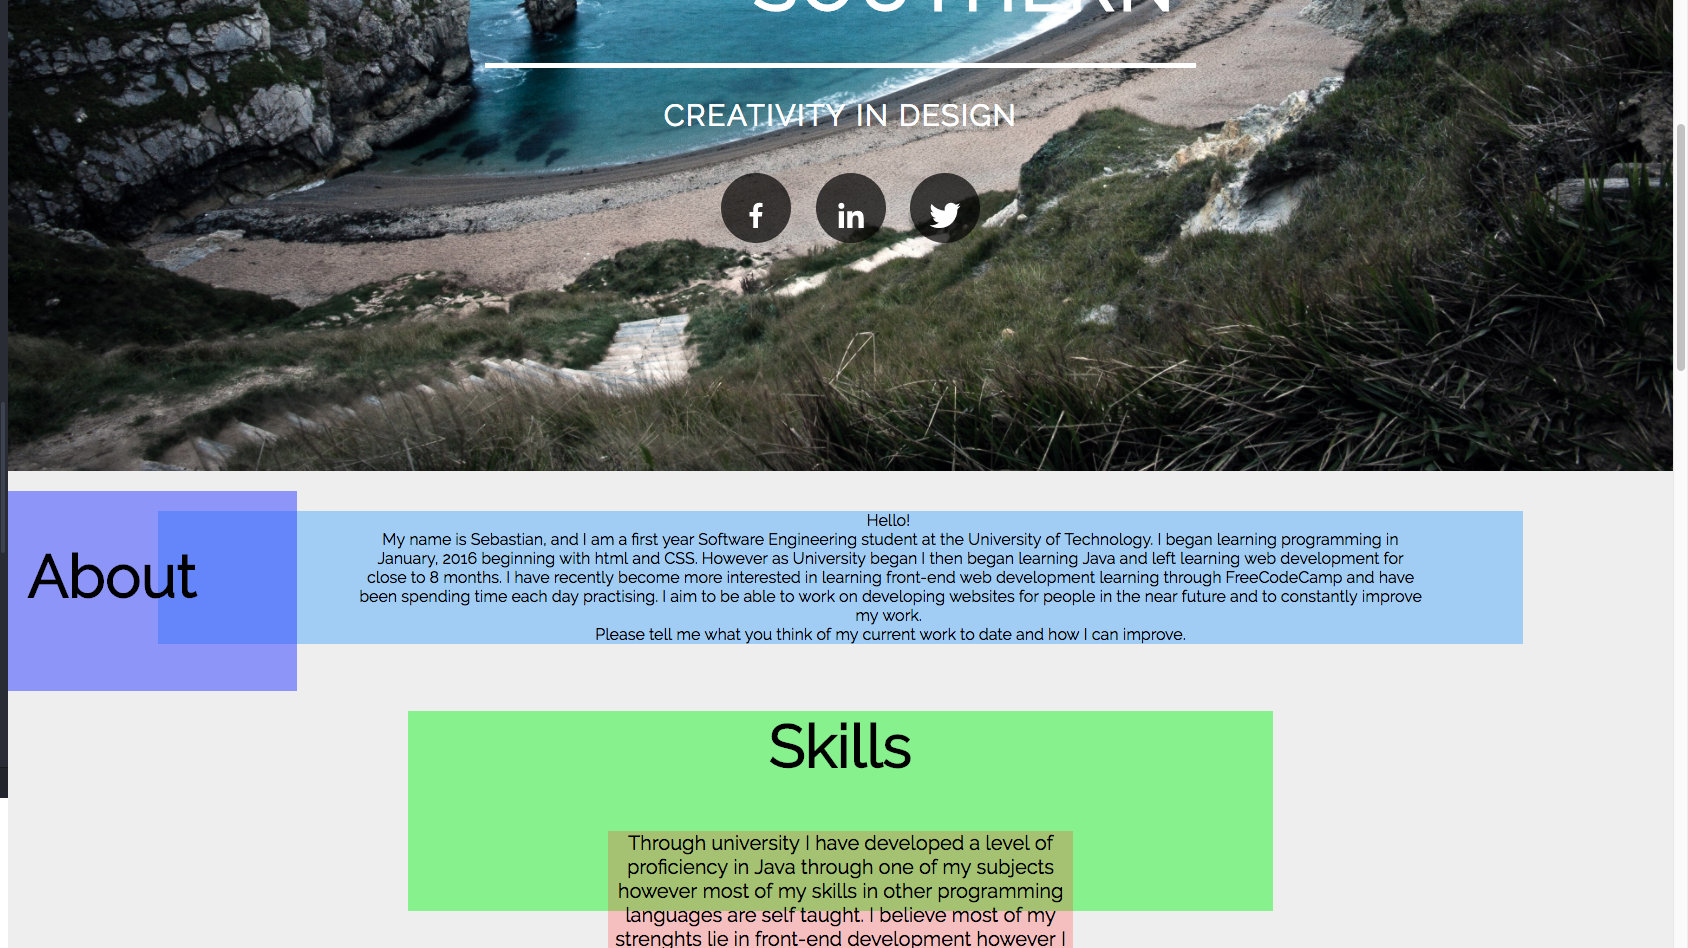 SOUTHERN
CREATIVITY IN DESIGN
f
in
Hello!
My name is Sebastian, and I am a first year Software Engineering student at the University of Technology. I began learning programming in
January, 2016 beginning with html and CSS. However as University began I then began learning Java and left learning web development for
close to 8 months. I have recently become more interested in learning front-end web development learning through FreeCodeCamp and have
been spending time each day practising. I aim to be able to work on developing websites for people in the near future and to constantly improve
my work.
Please tell me what you think of my current work to date and how I can improve.
About
Skills
Through university I have developed a level of
proficiency in Java through one of my subjects
however most of my skills in other programming
languages are self taught. I believe most of my
strenghts lie in front-end development however I